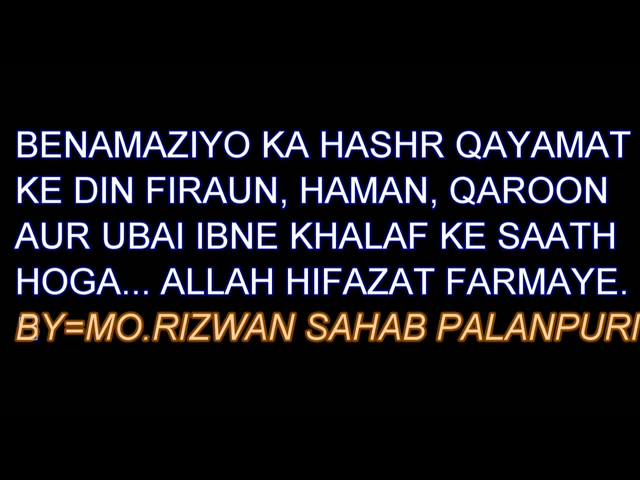 BENAMAZIYO KA HASHR QAYAMAT
KE DIN FIRAUN, HAMAN, QAROON
AUR UBAI IBNE KHALAF KE SAATH
HOGA... ALLAH HIFAZAT FARMAYE.
BY=MO.RIZWAN SAHAB PALANPURI